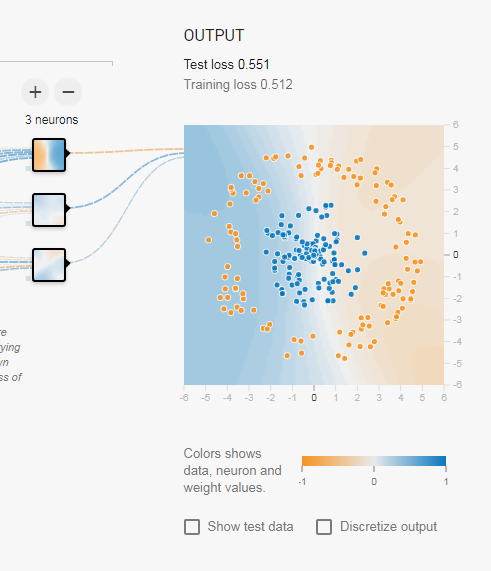 OUTPUT
Test loss 0.551
Training loss 0.512
+ −
3 neurons
6
5
4
3
2
1
0
-1
-2
-3
-4
-5
-6
-6 -5 -4 -3 -2 -1 0 1 2 3 4 5 6
re
rying
wn
ss of
Colors shows
data, neuron and
weight values.
-1 0 1
Show test data
Discretize output